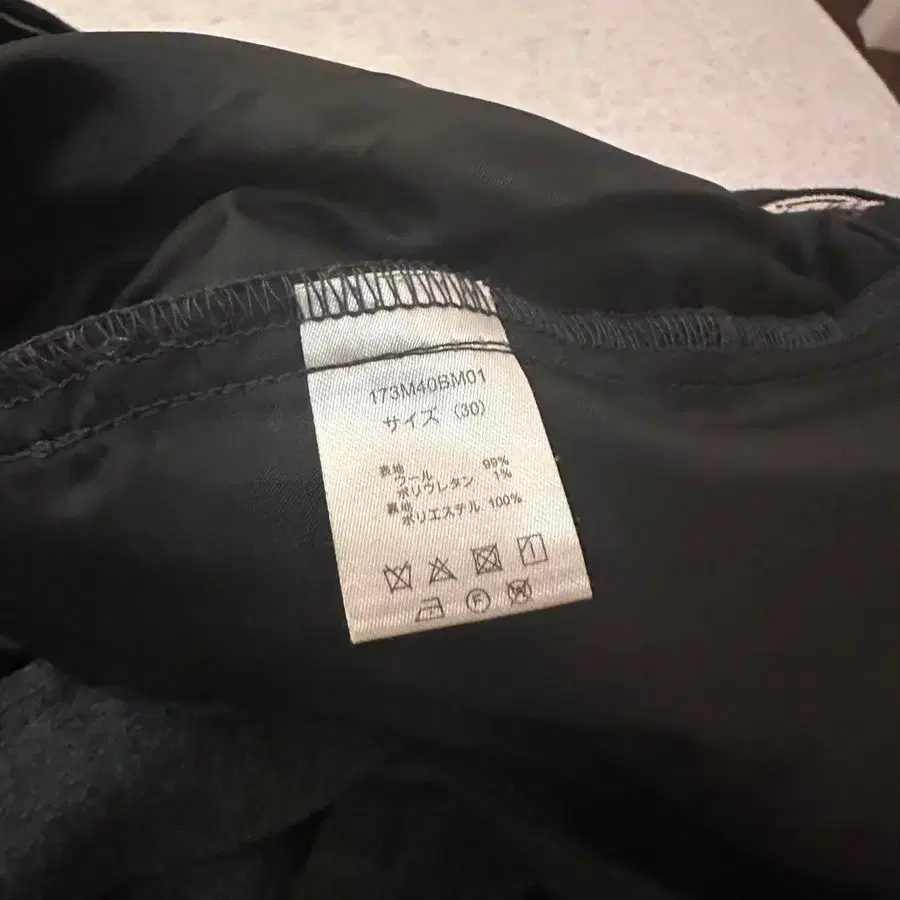 173M40BM01
サイズ (30)
表地
ウール 99%
ポリウレタン 1%
裏地
ポリエステル 100%
F
W